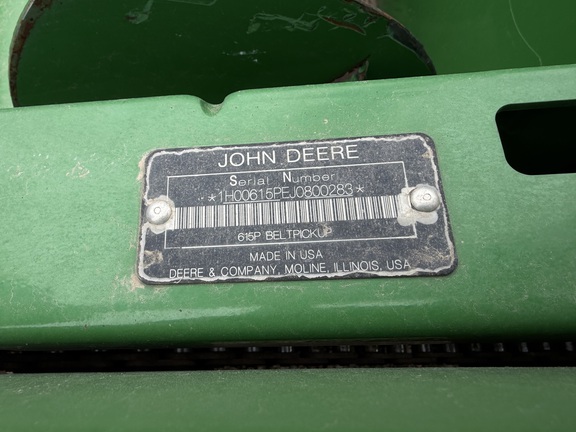 JOHN DEERE
Serial Number
*1H00615PEJ0800283*
615P BELTPICKUP
MADE IN USA
DEERE & COMPANY, MOLINE, ILLINOIS, USA